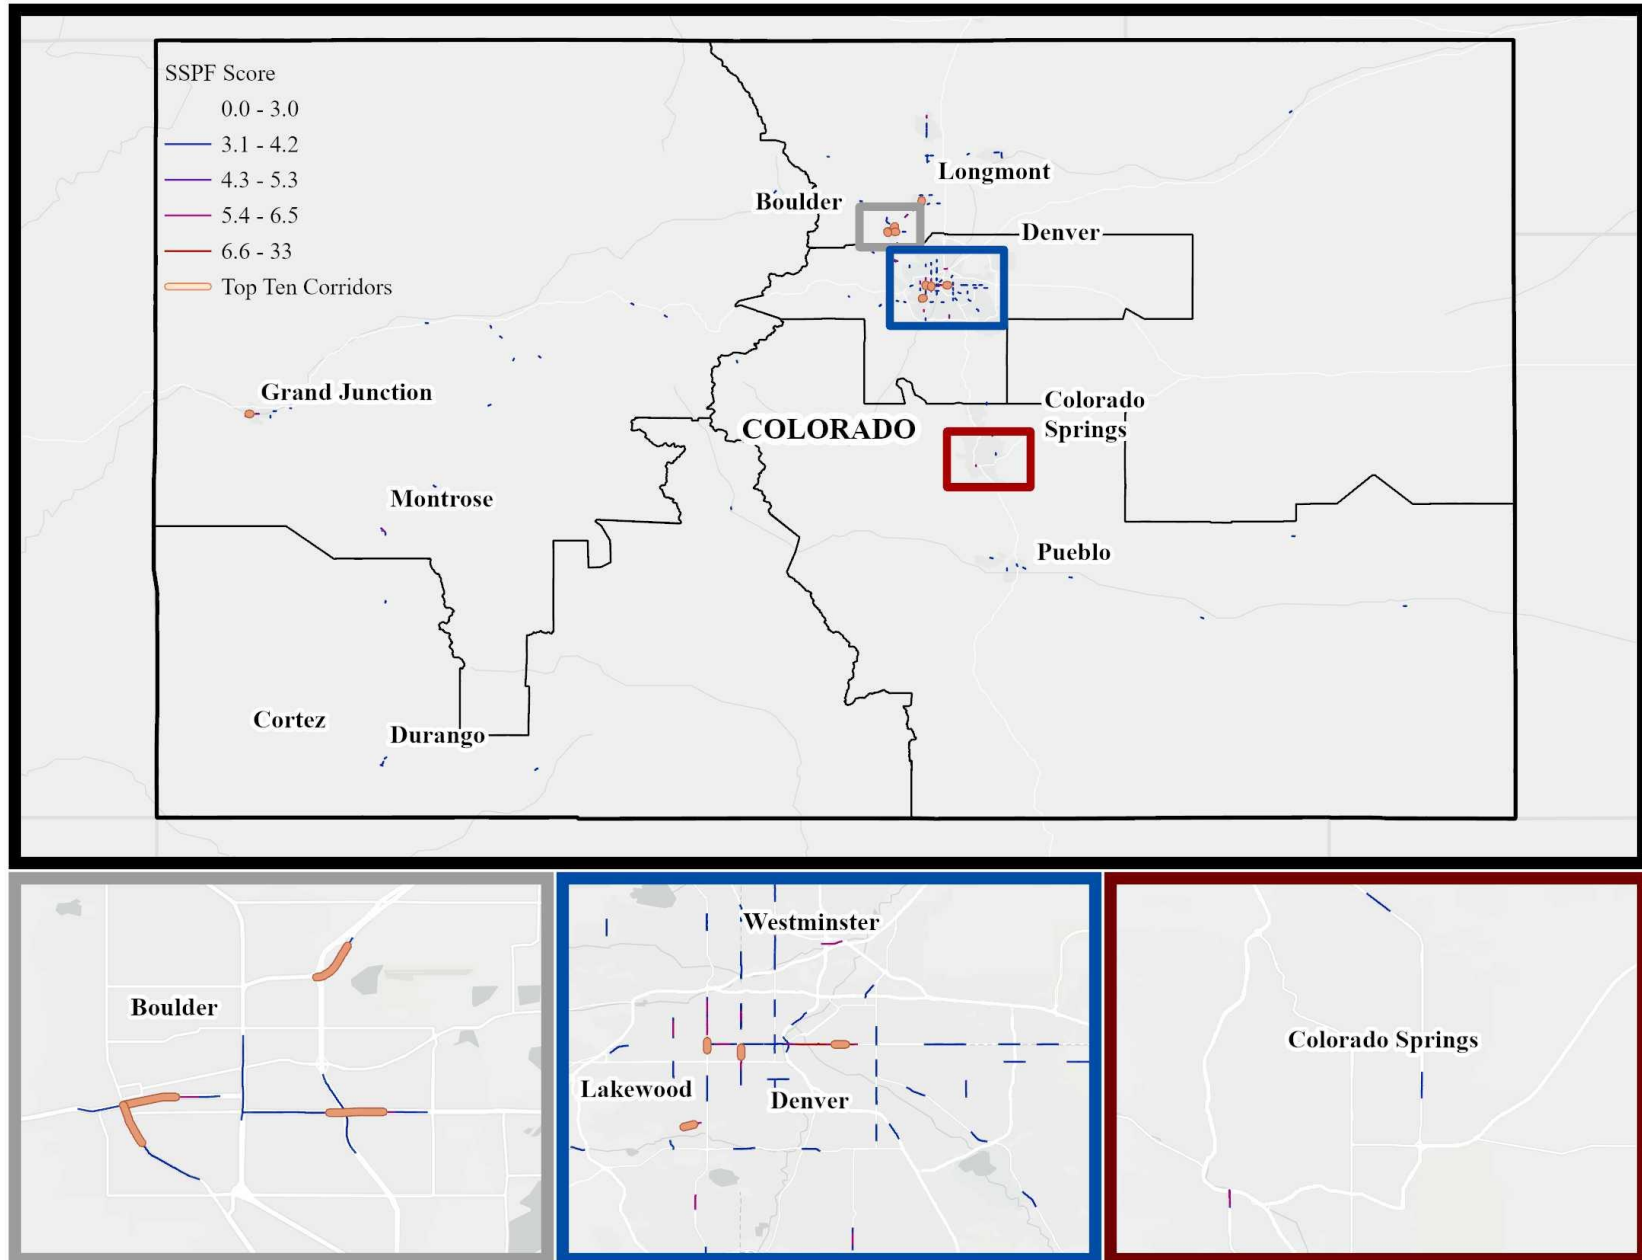 SSPF Score
0.0 - 3.0
3.1 - 4.2
4.3 - 5.3
5.4 - 6.5
6.6 - 33
Top Ten Corridors
Longmont
Boulder
Denver
Grand Junction
Colorado
Springs
COLORADO
Montrose
Pueblo
Cortez
Durango
Boulder
Westminster
Lakewood
Denver
Colorado Springs